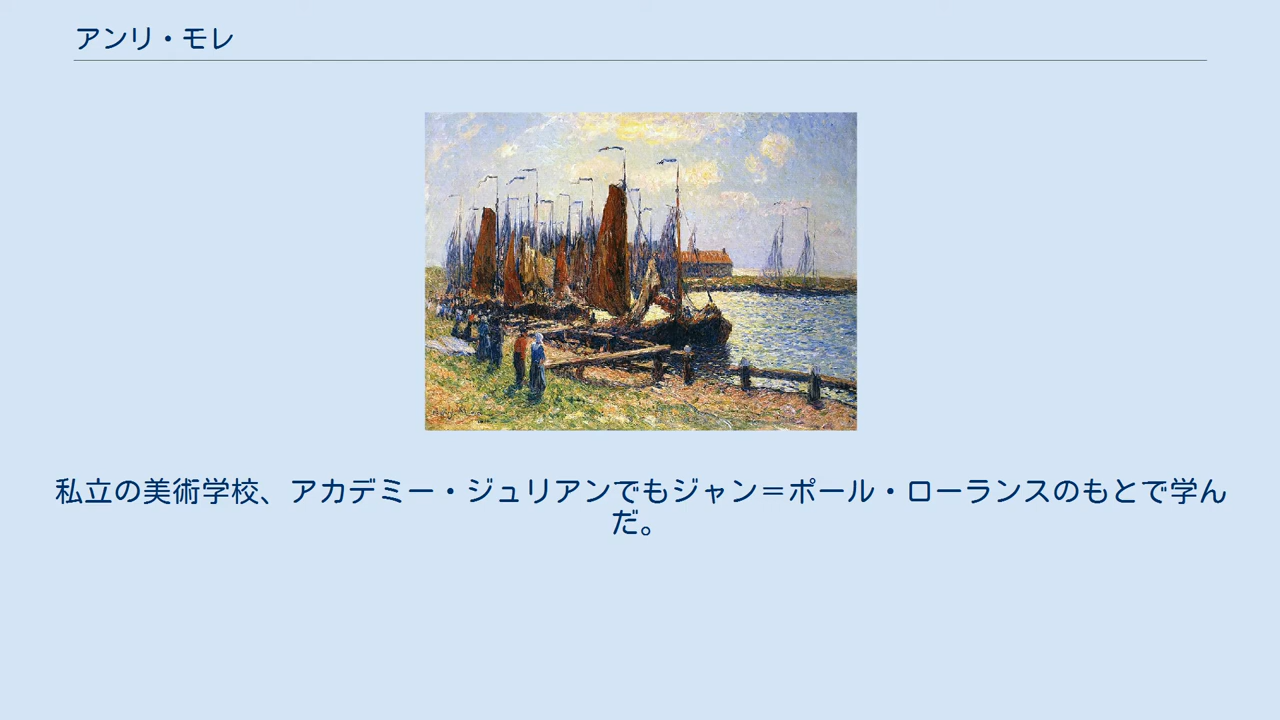 アンリ・モレ
私立の美術学校、アカデミー・ジュリアンでもジャン＝ポール・ローランスのもとで学ん
だ。